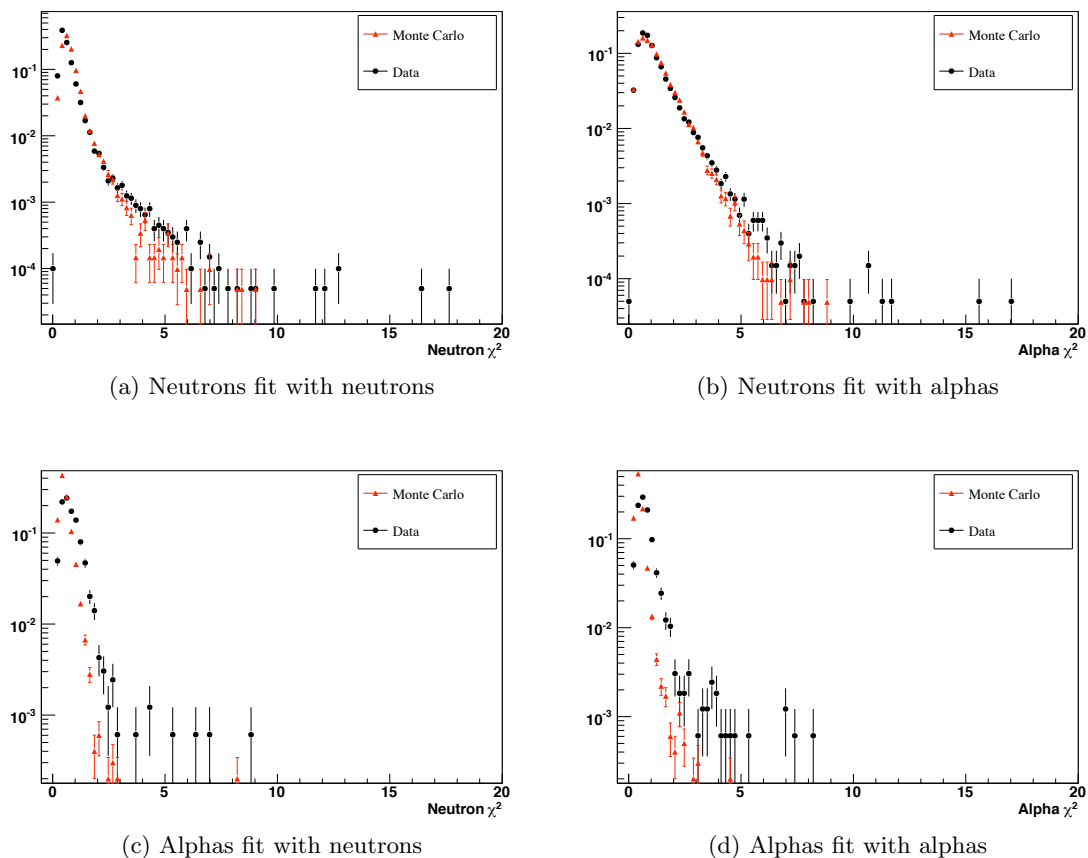 Monte Carlo
Data
10⁻¹
10⁻²
10⁻³
10⁻⁴
0 5 10 15 20
Neutron χ²
(a) Neutrons fit with neutrons
Monte Carlo
Data
10⁻¹
10⁻²
10⁻³
10⁻⁴
0 5 10 15 20
Alpha χ²
(b) Neutrons fit with alphas
Monte Carlo
Data
10⁻¹
10⁻²
10⁻³
0 5 10 15 20
Neutron χ²
(c) Alphas fit with neutrons
Monte Carlo
Data
10⁻¹
10⁻²
10⁻³
0 5 10 15 20
Alpha χ²
(d) Alphas fit with alphas